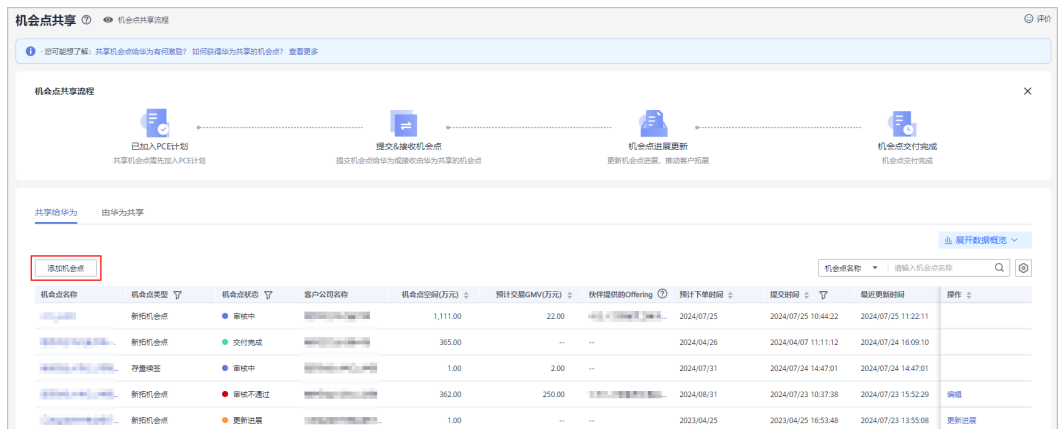 机会点共享 ? 机会点共享流程 评价
您可能想了解：共享机会点给华为有何激励？ 如何获得华为共享的机会点？ 查看更多
机会点共享流程
已加入PCE计划 提交&接收机会点 机会点进展更新 机会点交付完成
共享机会点需先加入PCE计划 提交机会点给华为或接收由华为共享的机会点 更新机会点进展，推动客户拓展 机会点交付完成
共享给华为 由华为共享
展开数据概览
添加机会点 机会点名称 请输入机会点名称
机会点名称 机会点类型 机会点状态 客户公司名称 机会点空间(万元) 预计交易GMV(万元) 伙伴提供的Offering ? 预计下单时间 提交时间 最近更新时间 操作
新拓机会点 审核中 1,111.00 22.00 2024/07/25 2024/07/25 10:44:22 2024/07/25 11:22:11
新拓机会点 交付完成 365.00 -- -- 2024/04/26 2024/04/07 11:11:12 2024/07/24 16:09:10
存量续签 审核中 1.00 2.00 -- 2024/07/31 2024/07/24 14:47:01 2024/07/24 14:47:01
新拓机会点 审核不通过 362.00 250.00 2024/08/31 2024/07/23 10:37:38 2024/07/23 15:52:29 编辑
新拓机会点 更新进展 1.00 -- -- 2023/04/25 2023/04/25 16:53:48 2024/07/23 13:55:08 更新进展